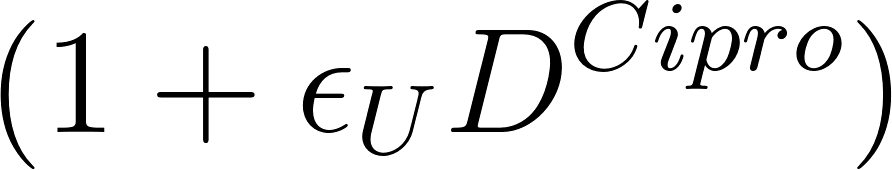 (1 + ϵ_U D^{Cipro})